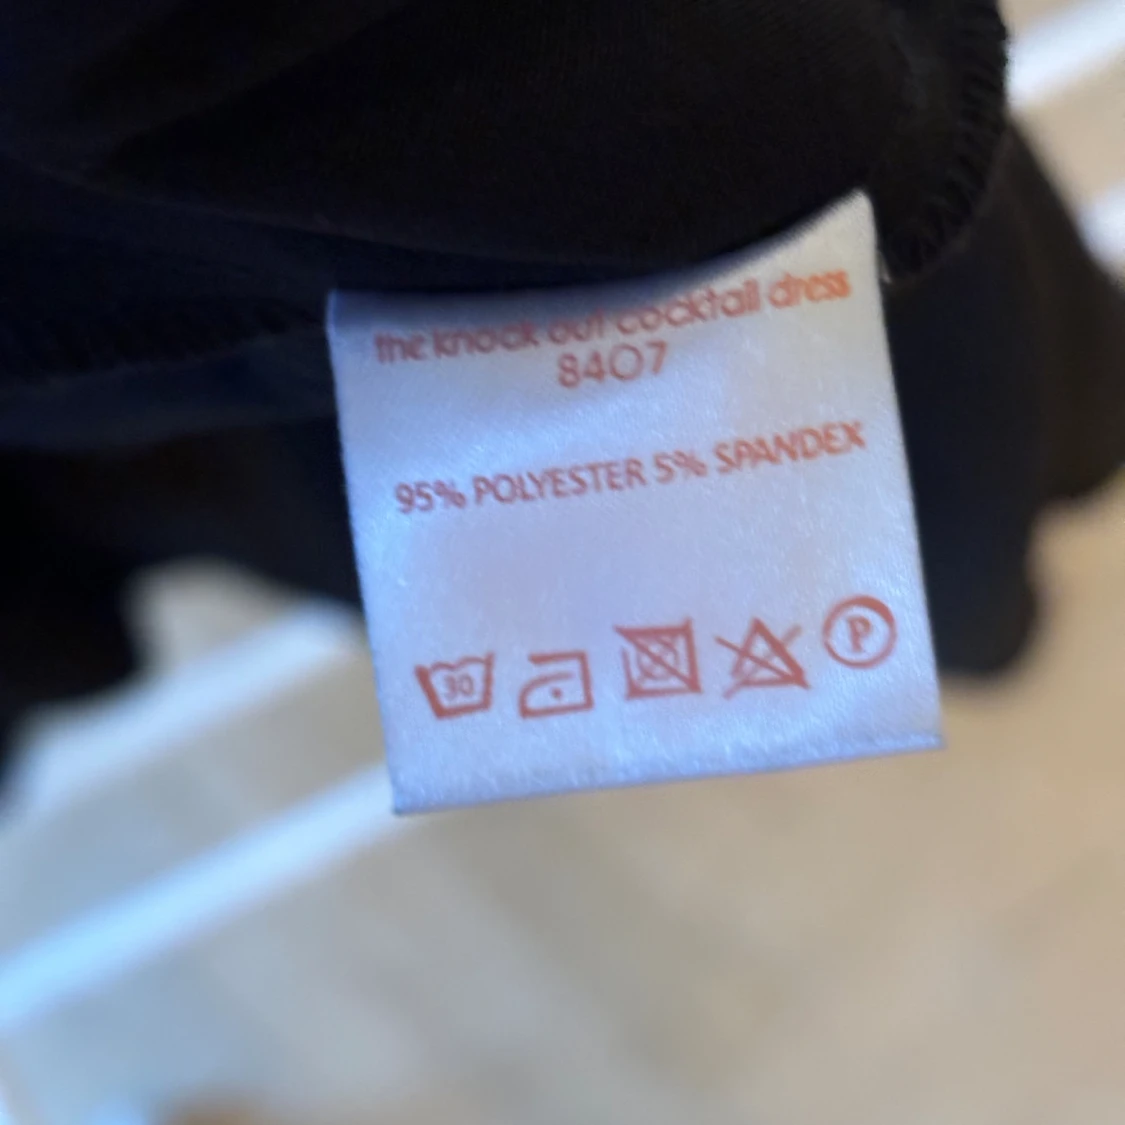 the knock out cocktail dress
8407
95% POLYESTER 5% SPANDEX
30
P